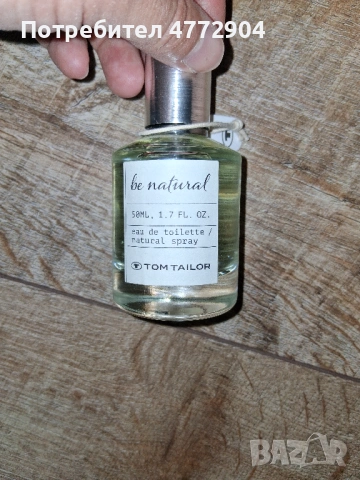 Потребител 4772904
be natural
50ML, 1.7 FL. OZ.
eau de toilette /
natural spray
TOM TAILOR
BAZAR